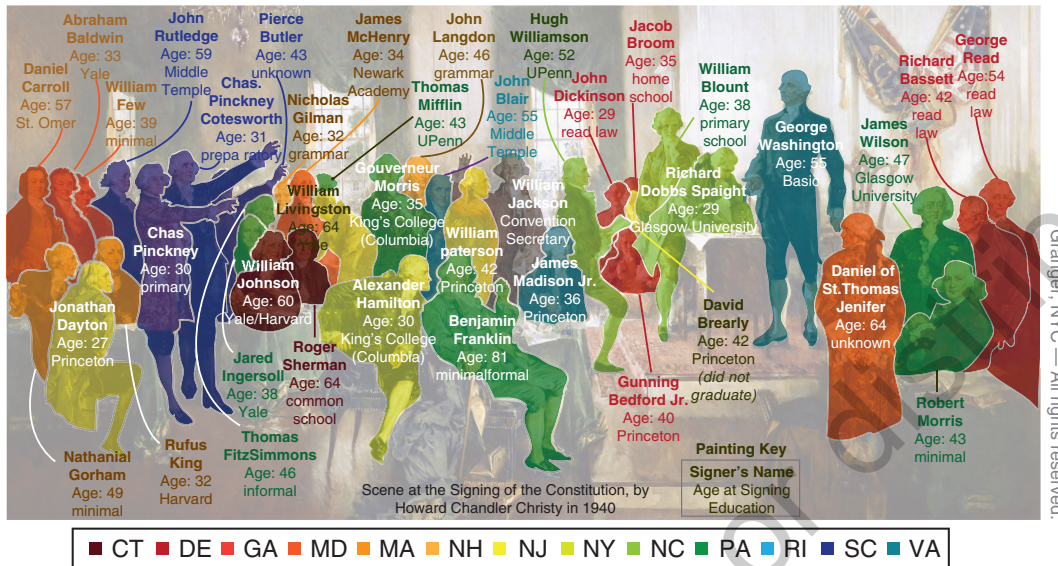 Abraham
Baldwin
Age: 33
Yale
John
Rutledge
Age: 59
Middle
Temple
Pierce
Butler
Age: 43
unknown
James
McHenry
Age: 34
Newark
Academy
John
Langdon
Age: 46
grammar
Hugh
Williamson
Age: 52
UPenn
Jacob
Broom
Age: 35
home
school
George
Read
Age:54
read
law
Daniel
Carroll
Age: 57
St. Omer
William
Few
Age: 39
minimal
Chas.
Pinckney
Cotesworth
Age: 31
prepa ratory
Nicholas
Gilman
Age: 32
grammar
Thomas
Mifflin
Age: 43
UPenn
John
Blair
Age: 55
Middle
Temple
John
Dickinson
Age: 29
read law
William
Blount
Age: 38
primary
school
George
Washington
Age: 55
Basic
James
Wilson
Age: 47
Glasgow
University
Richard
Bassett
Age: 42
read
law
Chas
Pinckney
Age: 30
primary
William
Livingston
Age: 64
Yale
Gouverneur
Morris
Age: 35
King's College
(Columbia)
William
paterson
Age: 42
Princeton
William
Jackson
Convention
Secretary
Richard
Dobbs Spaight
Age: 29
Glasgow University
Jonathan
Dayton
Age: 27
Princeton
William
Johnson
Age: 60
Yale/Harvard
Alexander
Hamilton
Age: 30
King's College
(Columbia)
James
Madison Jr.
Age: 36
Princeton
Benjamin
Franklin
Age: 81
minimalformal
Daniel of
St.Thomas
Jenifer
Age: 64
unknown
David
Brearly
Age: 42
Princeton
(did not
graduate)
Jared
Ingersoll
Age: 38
Yale
Roger
Sherman
Age: 64
common
school
Gunning
Bedford Jr.
Age: 40
Princeton
Robert
Morris
Age: 43
minimal
Nathanial
Gorham
Age: 49
minimal
Rufus
King
Age: 32
Harvard
Thomas
FitzSimmons
Age: 46
informal
Scene at the Signing of the Constitution, by
Howard Chandler Christy in 1940
Painting Key
Signer's Name
Age at Signing
Education
CT DE GA MD MA NH NJ NY NC PA RI SC VA
Granger, NYC — All rights reserved.